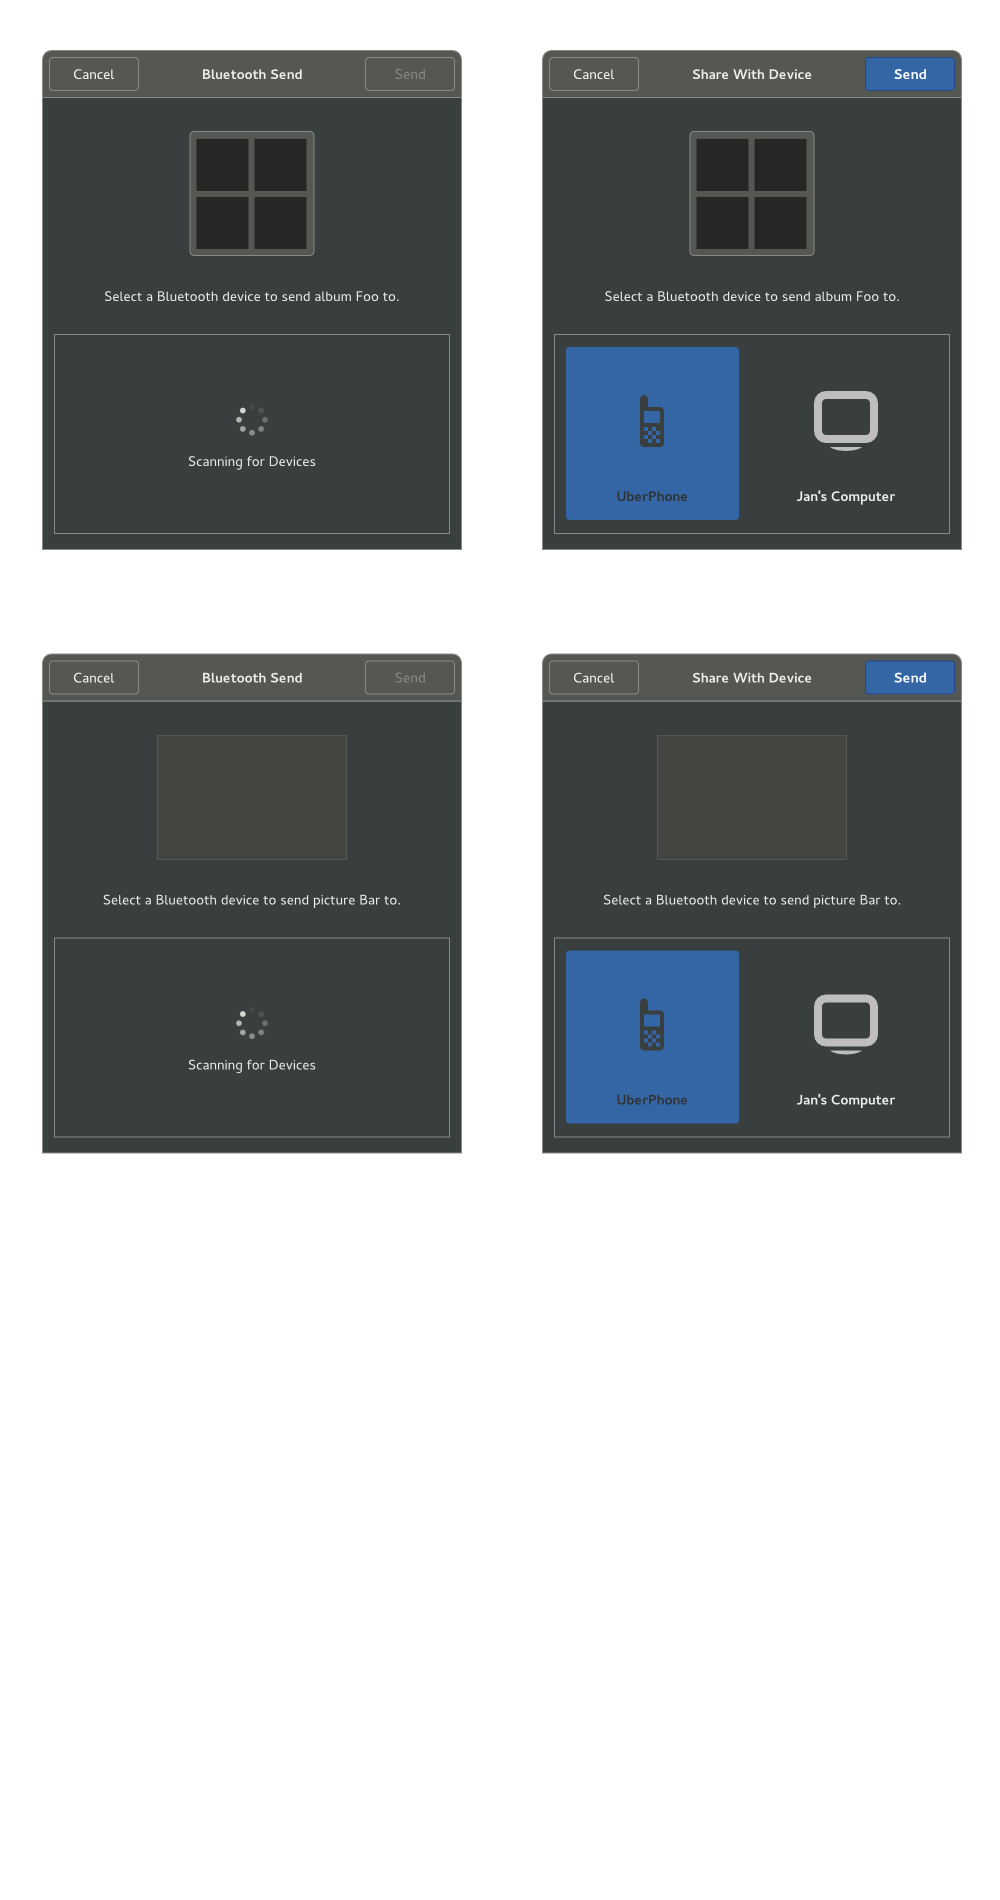 Cancel Bluetooth Send Send
Select a Bluetooth device to send album Foo to.
Scanning for Devices
Cancel Share With Device Send
Select a Bluetooth device to send album Foo to.
UberPhone Jan's Computer
Cancel Bluetooth Send Send
Select a Bluetooth device to send picture Bar to.
Scanning for Devices
Cancel Share With Device Send
Select a Bluetooth device to send picture Bar to.
UberPhone Jan's Computer